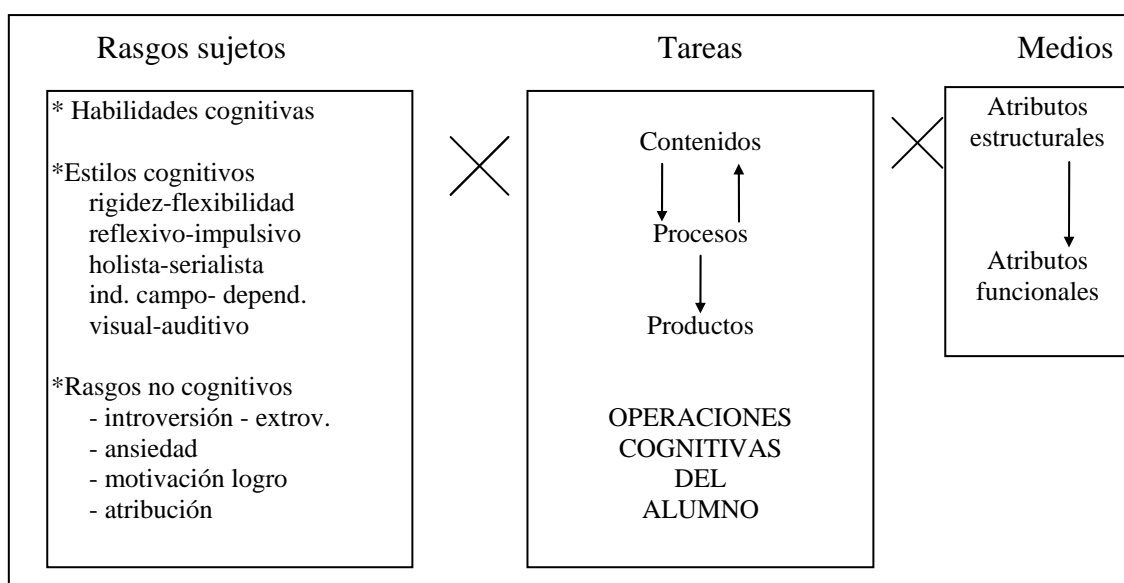 Rasgos sujetos
* Habilidades cognitivas
*Estilos cognitivos
rigidez-flexibilidad
reflexivo-impulsivo
holista-serialista
ind. campo- depend.
visual-auditivo
*Rasgos no cognitivos
- introversión - extrov.
- ansiedad
- motivación logro
- atribución
Tareas
Contenidos
Procesos
Productos
OPERACIONES
COGNITIVAS
DEL
ALUMNO
Medios
Atributos
estructurales
Atributos
funcionales